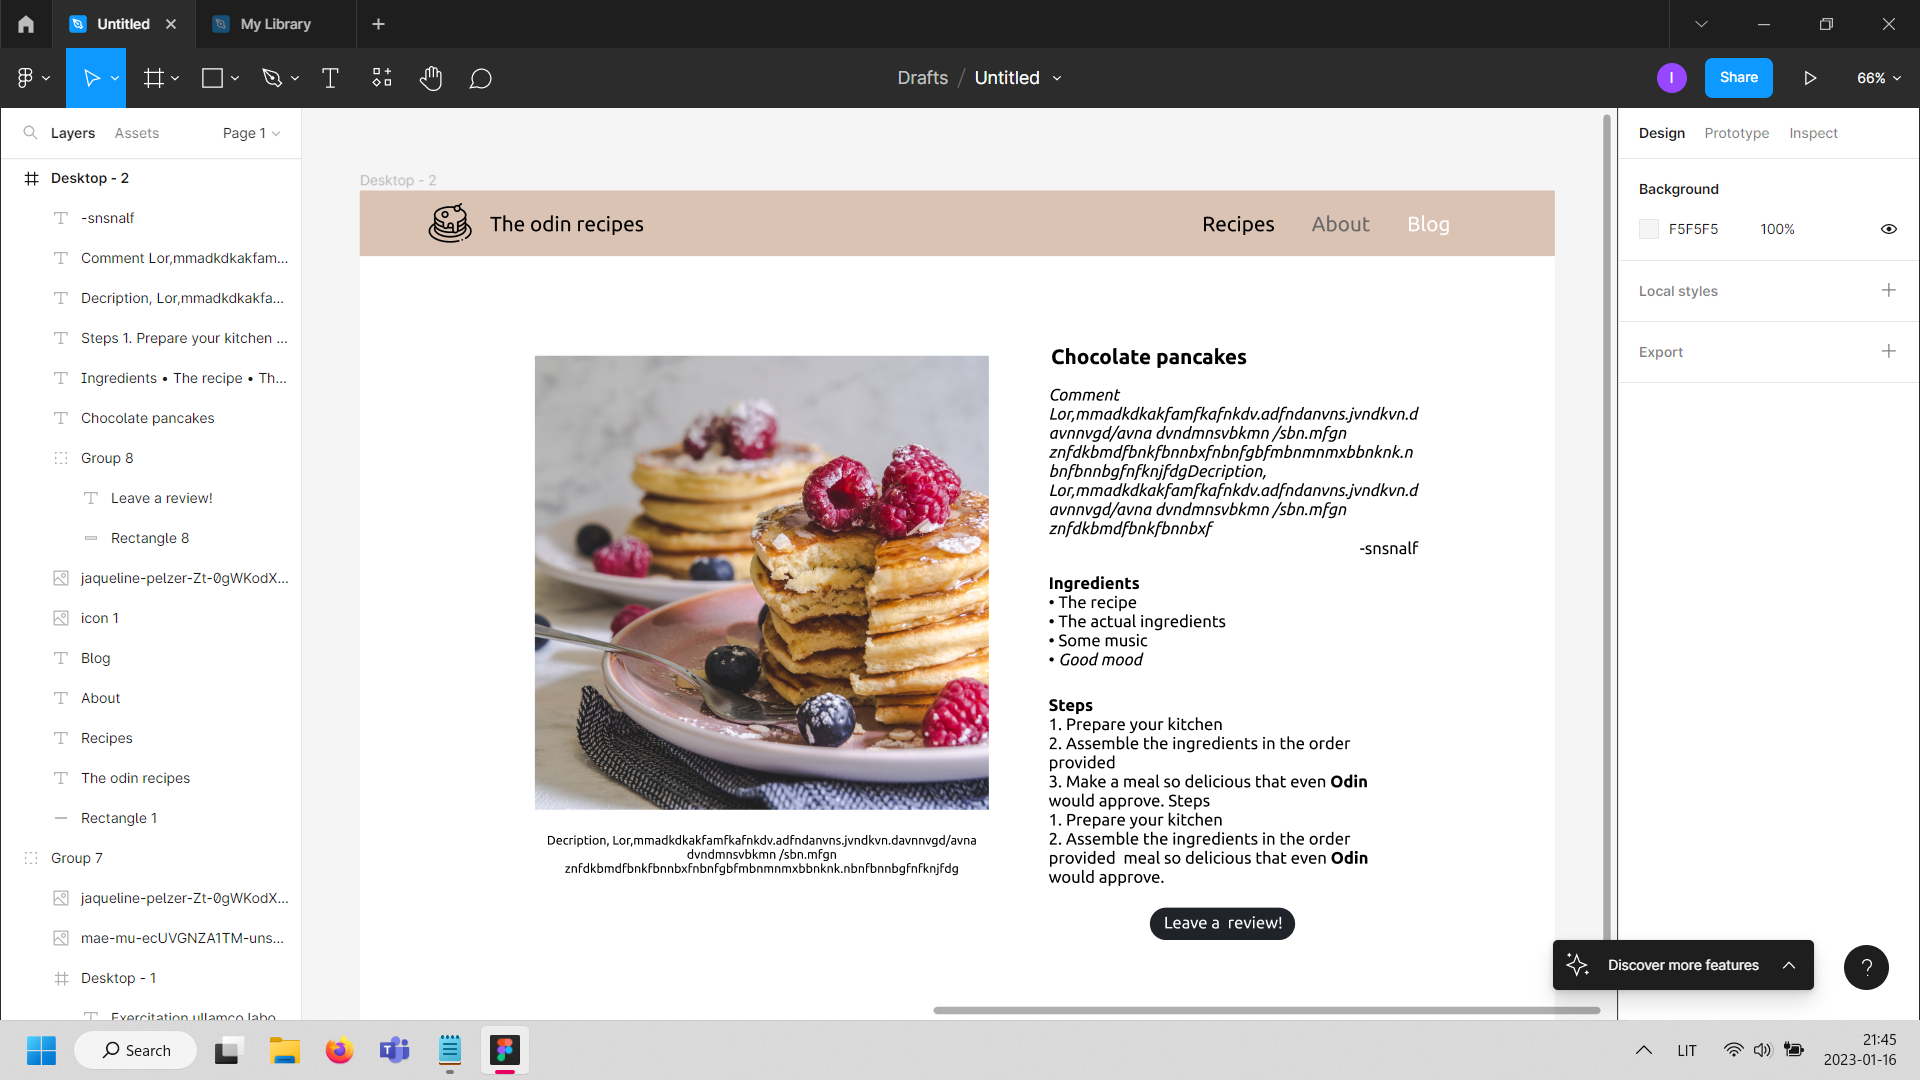 Untitled
My Library
Drafts / Untitled
I
Share
66%
Layers
Assets
Page 1
Desktop - 2
-snsnalf
Comment Lor,mmadkdkakfam...
Decription, Lor,mmadkdkakfa...
Steps 1. Prepare your kitchen ...
Ingredients • The recipe • Th...
Chocolate pancakes
Group 8
Leave a review!
Rectangle 8
jaqueline-pelzer-Zt-0gWKodX...
icon 1
Blog
About
Recipes
The odin recipes
Rectangle 1
Group 7
jaqueline-pelzer-Zt-0gWKodX...
mae-mu-ecUVGNZA1TM-uns...
Desktop - 1
Exercitation ullamco labo
Desktop - 2
The odin recipes
Recipes
About
Blog
Decription, Lor,mmadkdkakfamfkafnkdv.adfndanvns.jvndkvn.davnnvgd/avna
dvndmnsvbkmn /sbn.mfgn
znfdkbmdfbnkfbnnbxfnbnfgbfmbnmnmxbbnknk.nbnfbnnbgfnfknjfdg
Chocolate pancakes
Comment
Lor,mmadkdkakfamfkafnkdv.adfndanvns.jvndkvn.d
avnnvgd/avna dvndmnsvbkmn /sbn.mfgn
znfdkbmdfbnkfbnnbxfnbnfgbfmbnmnmxbbnknk.n
bnfbnnbgfnfknjfdgDecription,
Lor,mmadkdkakfamfkafnkdv.adfndanvns.jvndkvn.d
avnnvgd/avna dvndmnsvbkmn /sbn.mfgn
znfdkbmdfbnkfbnnbxf
-snsnalf
Ingredients
• The recipe
• The actual ingredients
• Some music
• Good mood
Steps
1. Prepare your kitchen
2. Assemble the ingredients in the order
provided
3. Make a meal so delicious that even Odin
would approve. Steps
1. Prepare your kitchen
2. Assemble the ingredients in the order
provided  meal so delicious that even Odin
would approve.
Leave a  review!
Design
Prototype
Inspect
Background
F5F5F5
100%
Local styles
Export
Discover more features
?
Search
LIT
21:45
2023-01-16